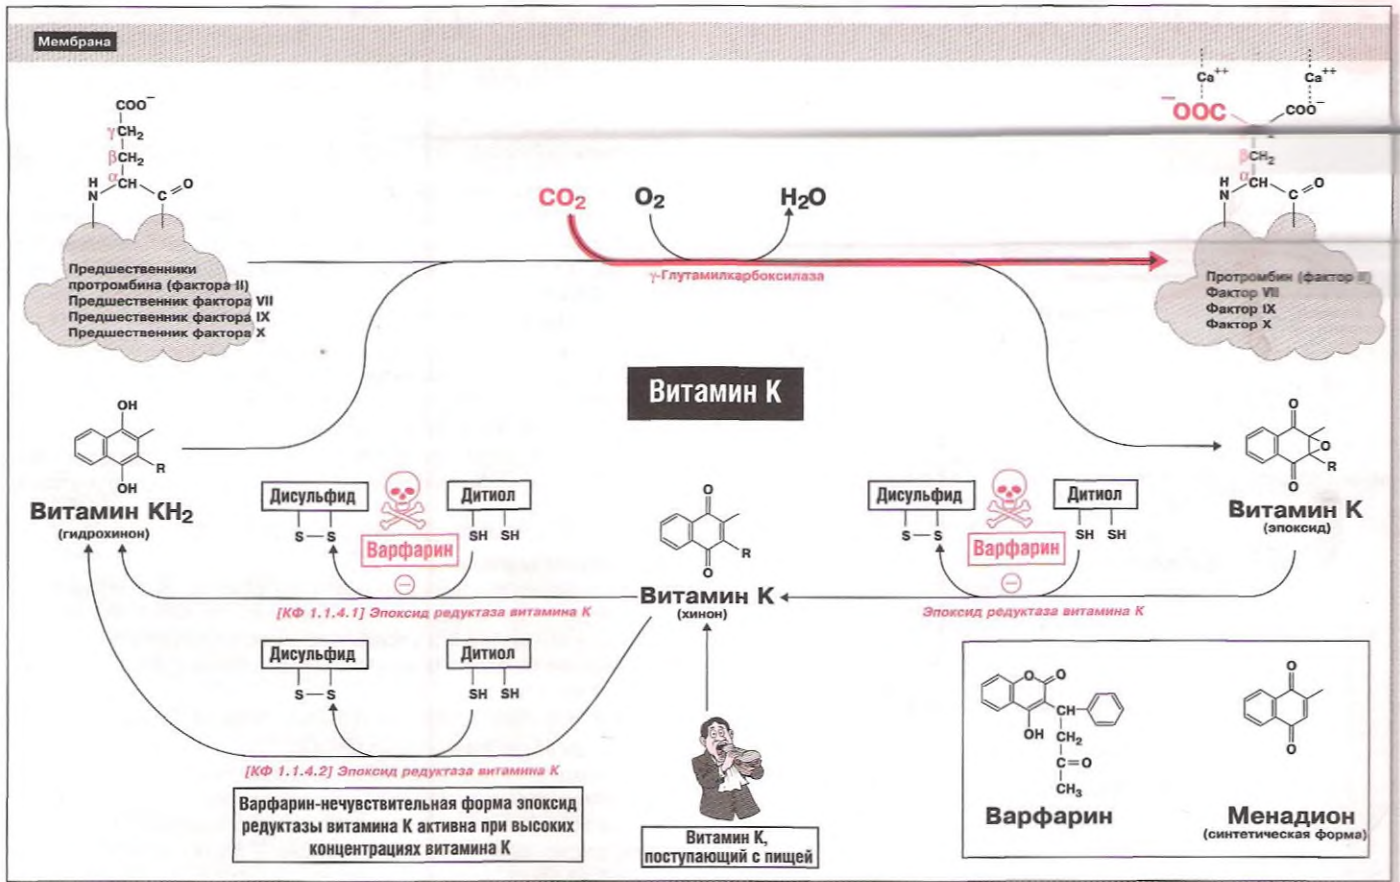 Мембрана
COO⁻
γCH₂
βCH₂
α CH
H
N
C
O
Предшественники
протромбина (фактора II)
Предшественник фактора VII
Предшественник фактора IX
Предшественник фактора X
CO₂
O₂
H₂O
γ-Глутамилкарбоксилаза
Ca⁺⁺
Ca⁺⁺
⁻OOC
COO⁻
βCH₂
α CH
H
N
C
O
Протромбин (фактор II)
Фактор VII
Фактор IX
Фактор X
Витамин К
OH
R
OH
Витамин КН₂
(гидрохинон)
Дисульфид
S—S
Варфарин
−
Дитиол
SH SH
[КФ 1.1.4.1] Эпоксид редуктаза витамина К
O
R
O
Витамин К
(хинон)
Дисульфид
S—S
Варфарин
−
Дитиол
SH SH
Эпоксид редуктаза витамина К
O
O
R
O
Витамин К
(эпоксид)
Дисульфид
S—S
Дитиол
SH SH
[КФ 1.1.4.2] Эпоксид редуктаза витамина К
Варфарин-нечувствительная форма эпоксид
редуктазы витамина К активна при высоких
концентрациях витамина К
Витамин К,
поступающий с пищей
O
O
CH
OH
CH₂
C=O
CH₃
Варфарин
O
O
Менадион
(синтетическая форма)